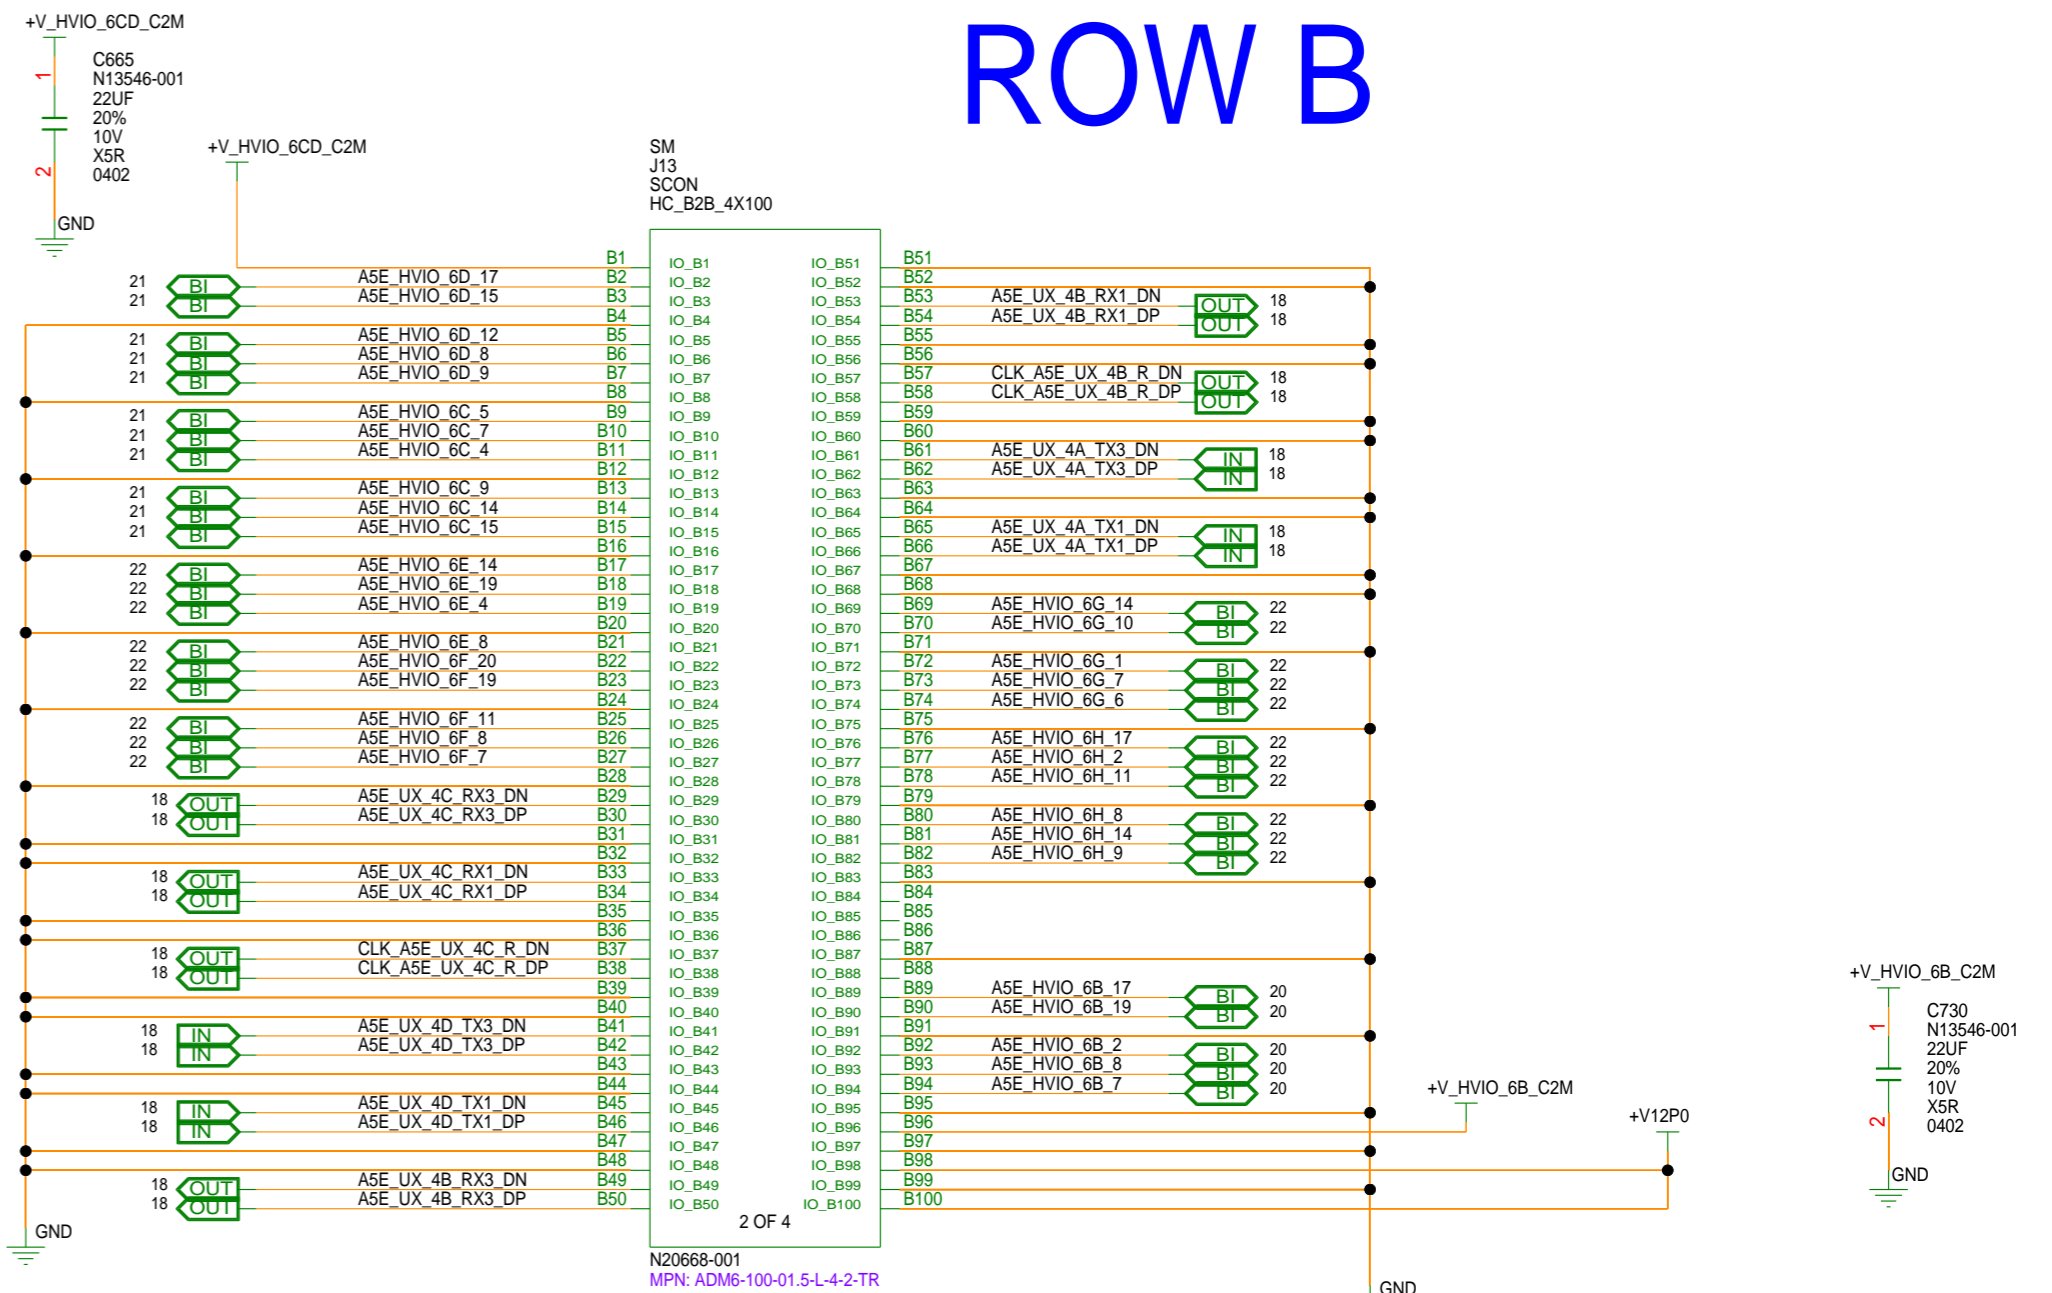 ROW B
+V_HVIO_6CD_C2M
1
2
C665
N13546-001
22UF
20%
10V
X5R
0402
GND
+V_HVIO_6CD_C2M
SM
J13
SCON
HC_B2B_4X100
B1 IO_B1 IO_B51 B51
21 BI A5E_HVIO_6D_17 B2 IO_B2 IO_B52 B52
21 BI A5E_HVIO_6D_15 B3 IO_B3 IO_B53 B53 A5E_UX_4B_RX1_DN OUT 18
B4 IO_B4 IO_B54 B54 A5E_UX_4B_RX1_DP OUT 18
21 BI A5E_HVIO_6D_12 B5 IO_B5 IO_B55 B55
21 BI A5E_HVIO_6D_8 B6 IO_B6 IO_B56 B56
21 BI A5E_HVIO_6D_9 B7 IO_B7 IO_B57 B57 CLK_A5E_UX_4B_R_DN OUT 18
B8 IO_B8 IO_B58 B58 CLK_A5E_UX_4B_R_DP OUT 18
21 BI A5E_HVIO_6C_5 B9 IO_B9 IO_B59 B59
21 BI A5E_HVIO_6C_7 B10 IO_B10 IO_B60 B60
21 BI A5E_HVIO_6C_4 B11 IO_B11 IO_B61 B61 A5E_UX_4A_TX3_DN IN 18
B12 IO_B12 IO_B62 B62 A5E_UX_4A_TX3_DP IN 18
21 BI A5E_HVIO_6C_9 B13 IO_B13 IO_B63 B63
21 BI A5E_HVIO_6C_14 B14 IO_B14 IO_B64 B64
21 BI A5E_HVIO_6C_15 B15 IO_B15 IO_B65 B65 A5E_UX_4A_TX1_DN IN 18
B16 IO_B16 IO_B66 B66 A5E_UX_4A_TX1_DP IN 18
22 BI A5E_HVIO_6E_14 B17 IO_B17 IO_B67 B67
22 BI A5E_HVIO_6E_19 B18 IO_B18 IO_B68 B68
22 BI A5E_HVIO_6E_4 B19 IO_B19 IO_B69 B69 A5E_HVIO_6G_14 BI 22
B20 IO_B20 IO_B70 B70 A5E_HVIO_6G_10 BI 22
22 BI A5E_HVIO_6E_8 B21 IO_B21 IO_B71 B71
22 BI A5E_HVIO_6F_20 B22 IO_B22 IO_B72 B72 A5E_HVIO_6G_1 BI 22
22 BI A5E_HVIO_6F_19 B23 IO_B23 IO_B73 B73 A5E_HVIO_6G_7 BI 22
B24 IO_B24 IO_B74 B74 A5E_HVIO_6G_6 BI 22
22 BI A5E_HVIO_6F_11 B25 IO_B25 IO_B75 B75
22 BI A5E_HVIO_6F_8 B26 IO_B26 IO_B76 B76 A5E_HVIO_6H_17 BI 22
22 BI A5E_HVIO_6F_7 B27 IO_B27 IO_B77 B77 A5E_HVIO_6H_2 BI 22
B28 IO_B28 IO_B78 B78 A5E_HVIO_6H_11 BI 22
18 OUT A5E_UX_4C_RX3_DN B29 IO_B29 IO_B79 B79
18 OUT A5E_UX_4C_RX3_DP B30 IO_B30 IO_B80 B80 A5E_HVIO_6H_8 BI 22
B31 IO_B31 IO_B81 B81 A5E_HVIO_6H_14 BI 22
B32 IO_B32 IO_B82 B82 A5E_HVIO_6H_9 BI 22
18 OUT A5E_UX_4C_RX1_DN B33 IO_B33 IO_B83 B83
18 OUT A5E_UX_4C_RX1_DP B34 IO_B34 IO_B84 B84
B35 IO_B35 IO_B85 B85
B36 IO_B36 IO_B86 B86
18 OUT CLK_A5E_UX_4C_R_DN B37 IO_B37 IO_B87 B87
18 OUT CLK_A5E_UX_4C_R_DP B38 IO_B38 IO_B88 B88
B39 IO_B39 IO_B89 B89 A5E_HVIO_6B_17 BI 20
B40 IO_B40 IO_B90 B90 A5E_HVIO_6B_19 BI 20
18 IN A5E_UX_4D_TX3_DN B41 IO_B41 IO_B91 B91
18 IN A5E_UX_4D_TX3_DP B42 IO_B42 IO_B92 B92 A5E_HVIO_6B_2 BI 20
B43 IO_B43 IO_B93 B93 A5E_HVIO_6B_8 BI 20
B44 IO_B44 IO_B94 B94 A5E_HVIO_6B_7 BI 20
18 IN A5E_UX_4D_TX1_DN B45 IO_B45 IO_B95 B95
18 IN A5E_UX_4D_TX1_DP B46 IO_B46 IO_B96 B96
B47 IO_B47 IO_B97 B97
B48 IO_B48 IO_B98 B98
18 OUT A5E_UX_4B_RX3_DN B49 IO_B49 IO_B99 B99
18 OUT A5E_UX_4B_RX3_DP B50 IO_B50 IO_B100 B100
2 OF 4
GND
N20668-001
MPN: ADM6-100-01.5-L-4-2-TR
GND
+V_HVIO_6B_C2M
+V12P0
+V_HVIO_6B_C2M
1
2
C730
N13546-001
22UF
20%
10V
X5R
0402
GND